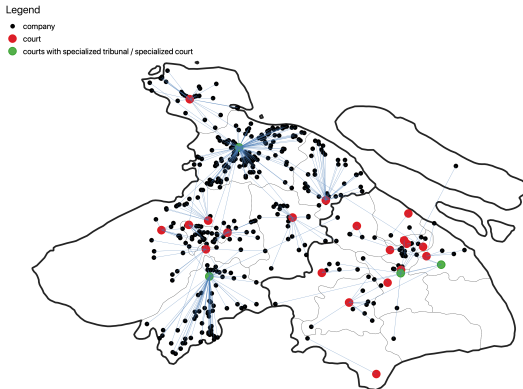 Legend
company
court
courts with specialized tribunal / specialized court